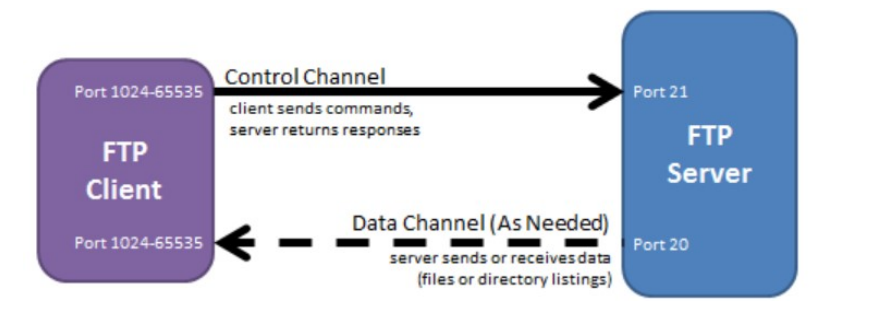 Control Channel
Port 1024-65535
Port 21
client sends commands,
server returns responses
FTP
Client
FTP
Server
Data Channel (As Needed)
Port 1024-65535
Port 20
server sends or receives data
(files or directory listings)